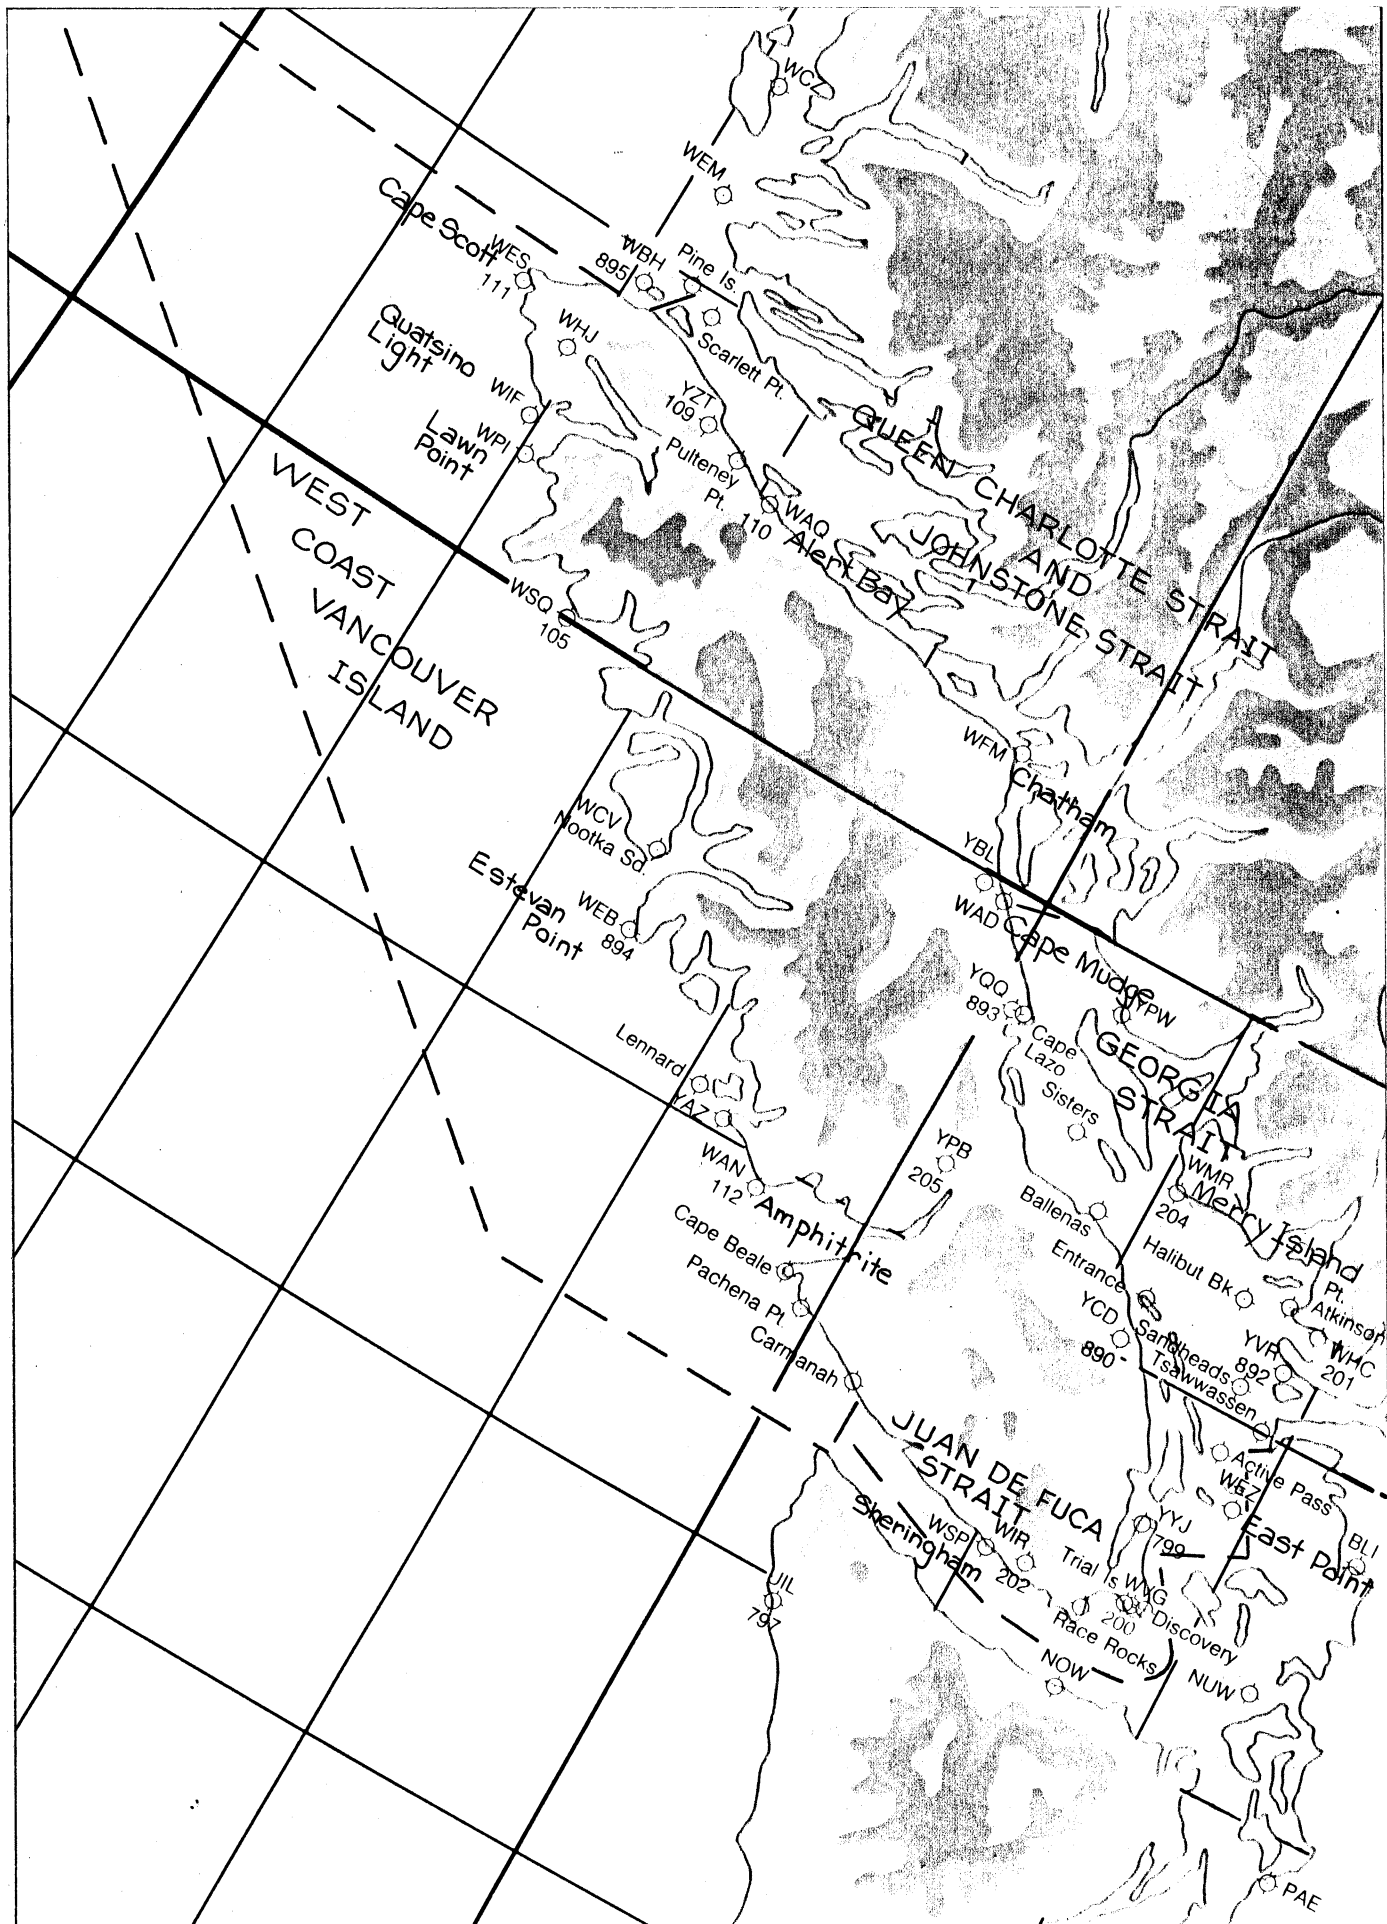 WCZ
WEM
Cape Scott
WES
111
WBH
895
Pine Is.
Scarlett Pt.
WHJ
Quatsino
Light
WIF
Lawn
Point
WPI
YZT
109
Pulteney
Pt.
110
WAQ
Alert Bay
QUEEN CHARLOTTE STRAIT
AND
JOHNSTONE STRAIT
WEST
COAST
VANCOUVER
ISLAND
WSQ
105
WFM
Chatham
WCV
Nootka Sd.
YBL
WAD
Cape Mudge
Estevan
Point
WEB
894
YQQ
893
Cape
Lazo
YPW
GEORGIA
STRAIT
Sisters
Lennard
YAZ
YPB
205
WAN
112
Amphitrite
Ballenas
WMR
204
Merry Island
Cape Beale
Pachena Pt.
Carmanah
Entrance
Halibut Bk
Pt.
Atkinson
YCD
890
Sandheads
Tsawwassen
YVR
892
WHC
201
JUAN DE FUCA
STRAIT
Active Pass
WEZ
East Point
BLI
Sheringham
WSP
WIR
202
YYJ
799
Trial Is
WVG
200
Discovery
Race Rocks
UIL
797
NOW
NUW
PAE